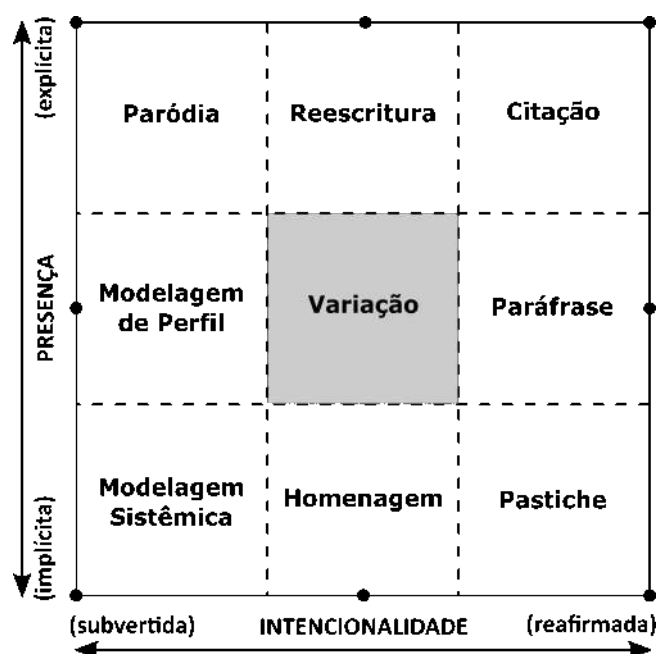 (explícita)
Paródia
Reescritura
Citação
PRESENÇA
Modelagem
de Perfil
Variação
Paráfrase
Modelagem
Sistêmica
Homenagem
Pastiche
(implícita)
(subvertida)
INTENCIONALIDADE
(reafirmada)